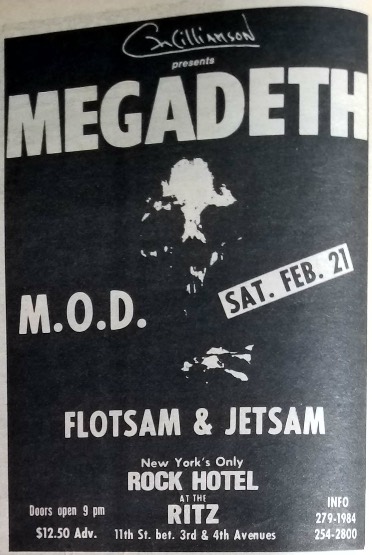 Williamson
presents
MEGADETH
SAT. FEB. 21
M.O.D.
FLOTSAM & JETSAM
New York's Only
ROCK HOTEL
AT THE
RITZ
11th St. bet. 3rd & 4th Avenues
Doors open 9 pm
$12.50 Adv.
INFO
279-1984
254-2800